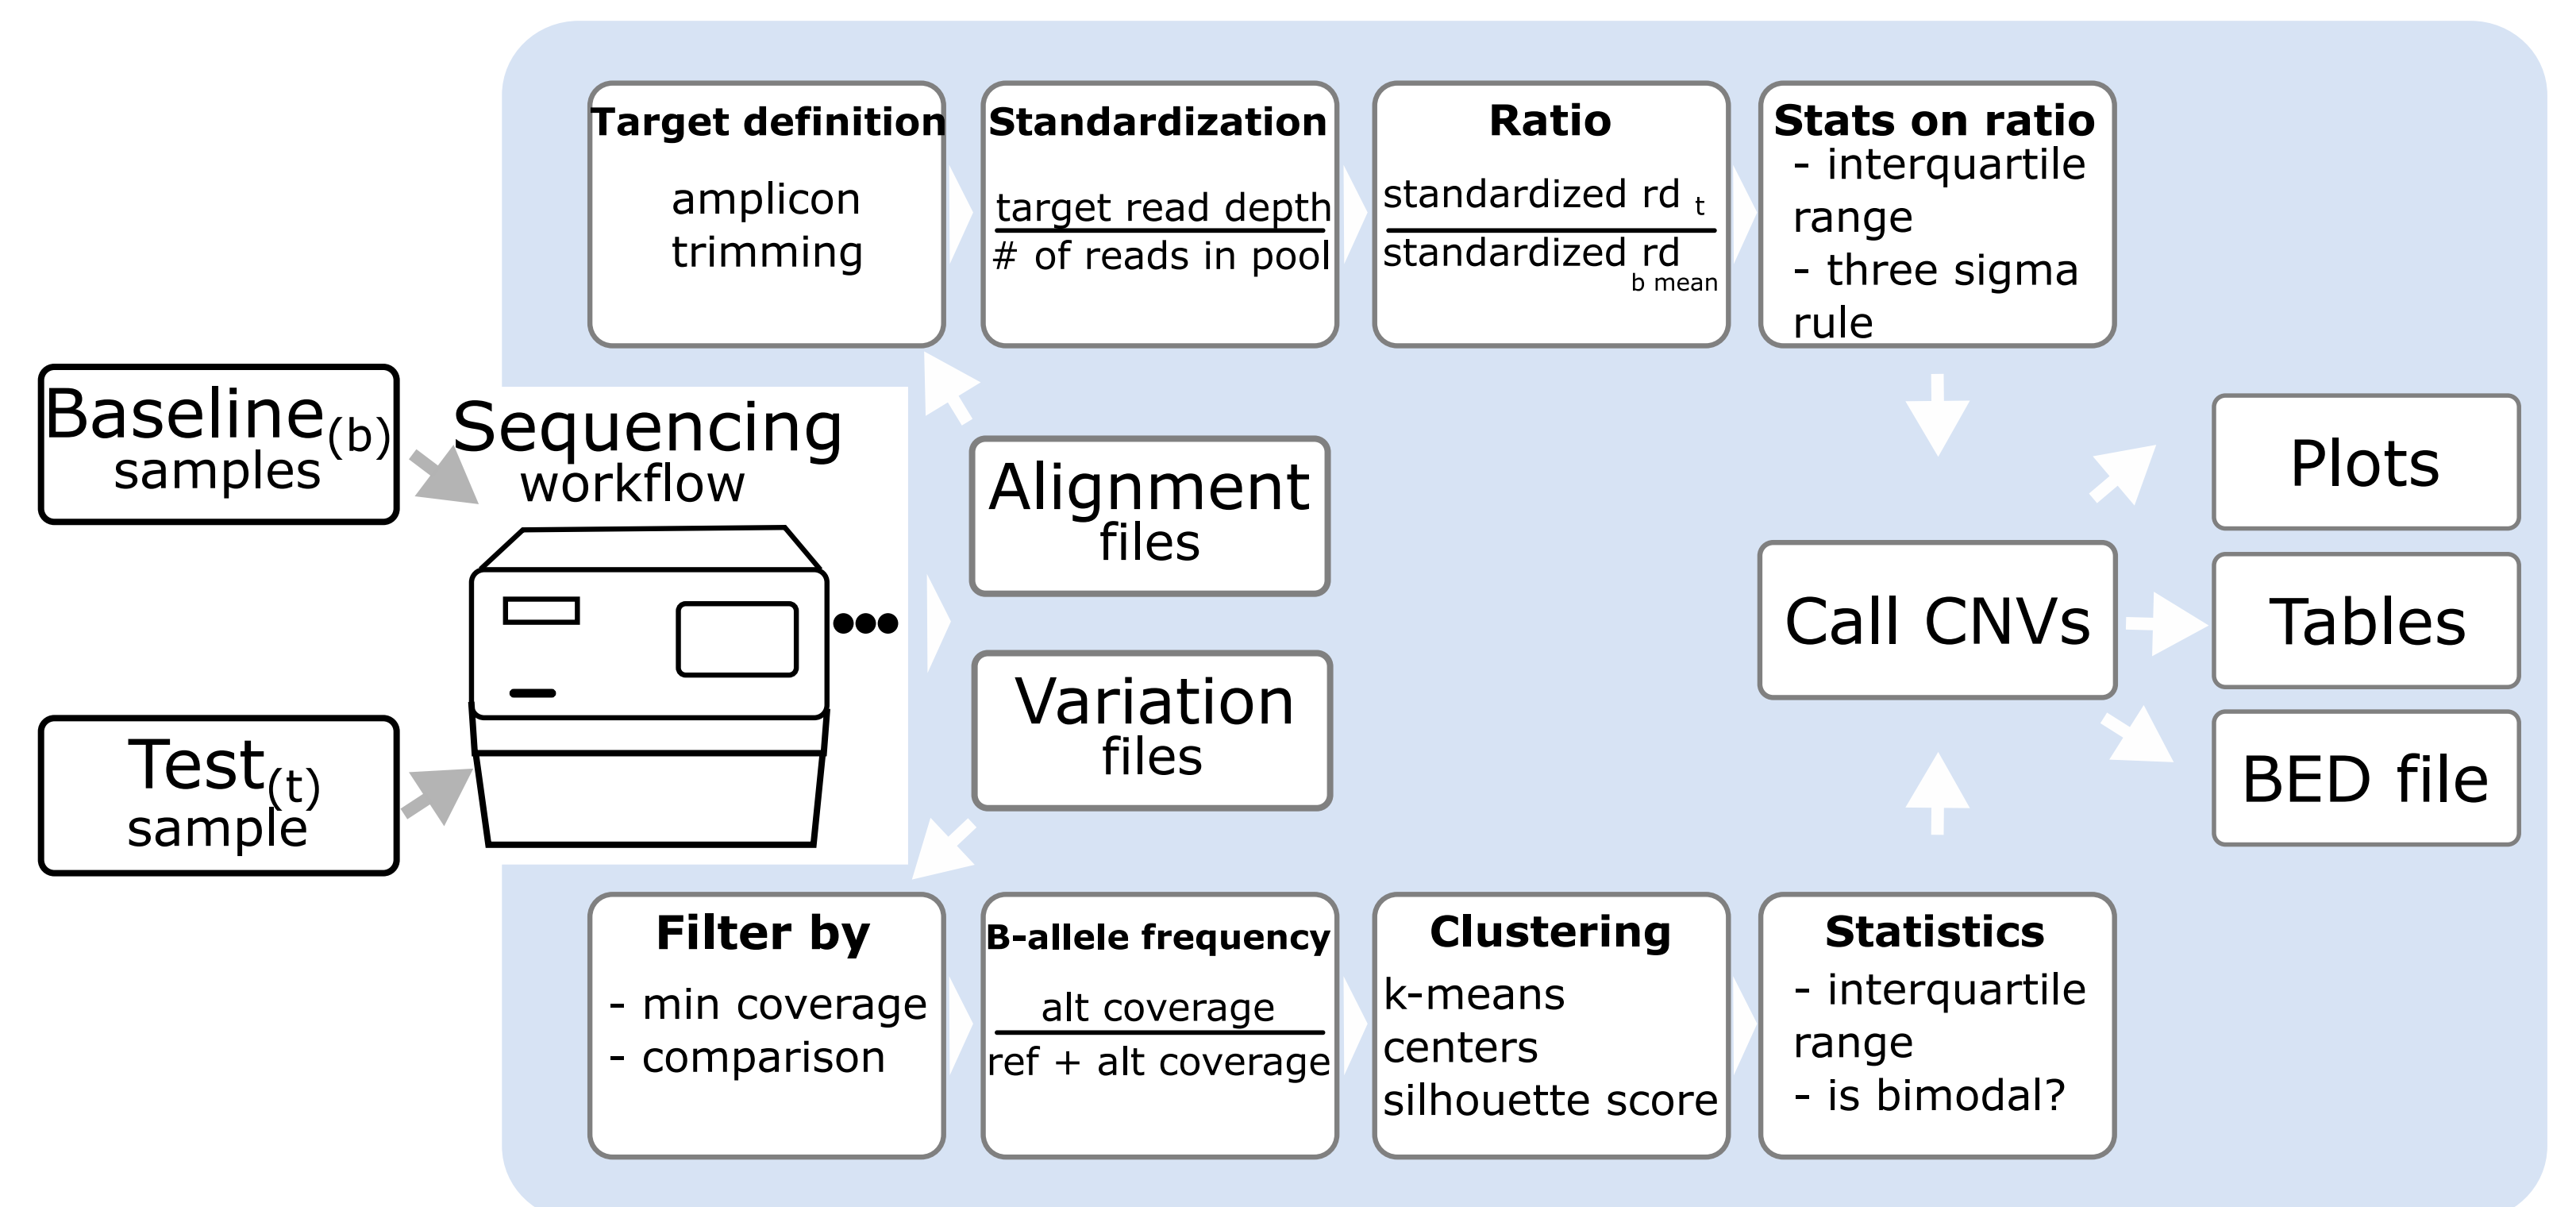 Target definition
amplicon
trimming
Standardization
target read depth
# of reads in pool
Ratio
standardized rd t
standardized rd
b mean
Stats on ratio
- interquartile
range
- three sigma
rule
Baseline(b)
samples
Test(t)
sample
Sequencing
workflow
Alignment
files
Variation
files
Call CNVs
Plots
Tables
BED file
Filter by
- min coverage
- comparison
B-allele frequency
alt coverage
ref + alt coverage
Clustering
k-means
centers
silhouette score
Statistics
- interquartile
range
- is bimodal?